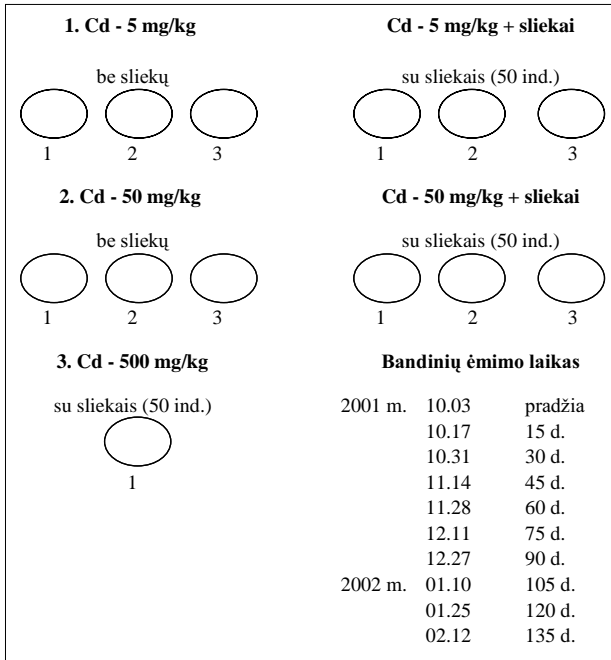 1. Cd - 5 mg/kg
Cd - 5 mg/kg + sliekai
be sliekų
su sliekais (50 ind.)
1 2 3
1 2 3
2. Cd - 50 mg/kg
Cd - 50 mg/kg + sliekai
be sliekų
su sliekais (50 ind.)
1 2 3
1 2 3
3. Cd - 500 mg/kg
su sliekais (50 ind.)
1
Bandinių ėmimo laikas
2001 m. 10.03 pradžia
10.17 15 d.
10.31 30 d.
11.14 45 d.
11.28 60 d.
12.11 75 d.
12.27 90 d.
2002 m. 01.10 105 d.
01.25 120 d.
02.12 135 d.